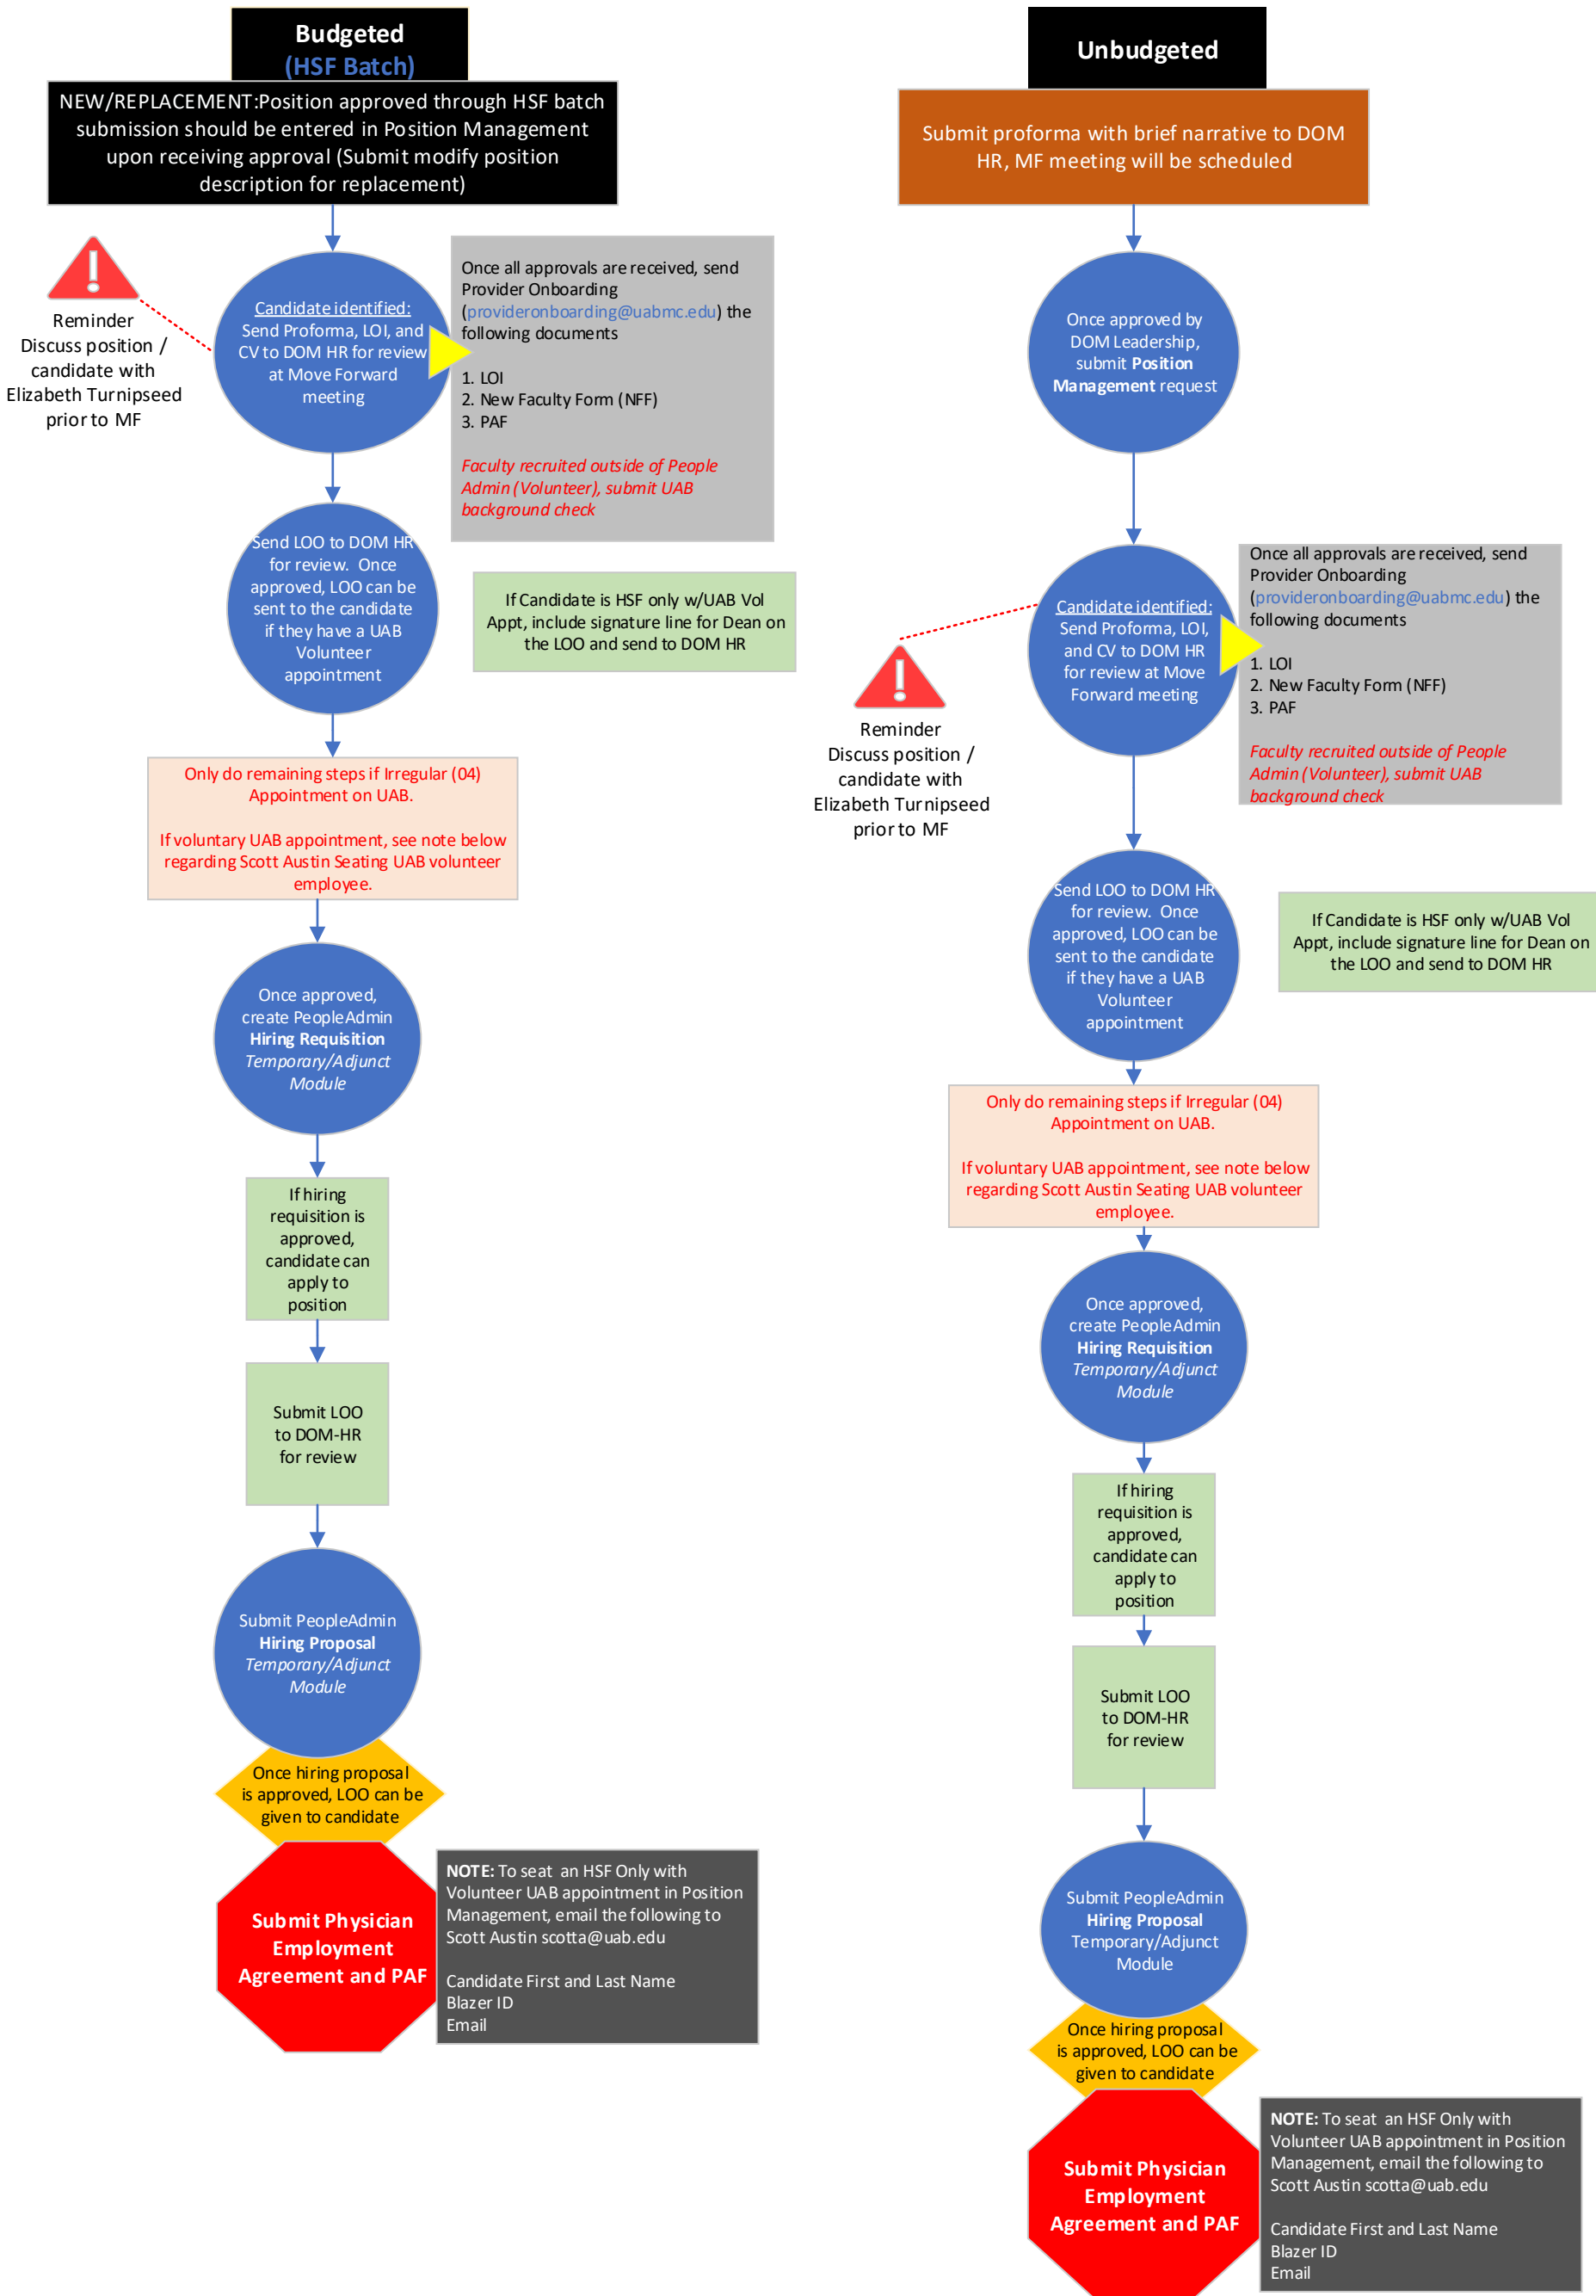 Budgeted
(HSF Batch)
NEW/REPLACEMENT:Position approved through HSF batch
submission should be entered in Position Management
upon receiving approval (Submit modify position
description for replacement)
Reminder
Discuss position /
candidate with
Elizabeth Turnipseed
prior to MF
Candidate identified:
Send Proforma, LOI, and
CV to DOM HR for review
at Move Forward
meeting
Once all approvals are received, send
Provider Onboarding
(provideronboarding@uabmc.edu) the
following documents
1. LOI
2. New Faculty Form (NFF)
3. PAF
Faculty recruited outside of People
Admin (Volunteer), submit UAB
background check
Send LOO to DOM HR
for review.  Once
approved, LOO can be
sent to the candidate
if they have a UAB
Volunteer
appointment
If Candidate is HSF only w/UAB Vol
Appt, include signature line for Dean on
the LOO and send to DOM HR
Only do remaining steps if Irregular (04)
Appointment on UAB.
If voluntary UAB appointment, see note below
regarding Scott Austin Seating UAB volunteer
employee.
Once approved,
create PeopleAdmin
Hiring Requisition
Temporary/Adjunct
Module
If hiring
requisition is
approved,
candidate can
apply to
position
Submit LOO
to DOM-HR
for review
Submit PeopleAdmin
Hiring Proposal
Temporary/Adjunct
Module
Once hiring proposal
is approved, LOO can be
given to candidate
Submit Physician
Employment
Agreement and PAF
NOTE: To seat  an HSF Only with
Volunteer UAB appointment in Position
Management, email the following to
Scott Austin scotta@uab.edu
Candidate First and Last Name
Blazer ID
Email
Unbudgeted
Submit proforma with brief narrative to DOM
HR, MF meeting will be scheduled
Once approved by
DOM Leadership,
submit Position
Management request
Candidate identified:
Send Proforma, LOI,
and CV to DOM HR
for review at Move
Forward meeting
Once all approvals are received, send
Provider Onboarding
(provideronboarding@uabmc.edu) the
following documents
1. LOI
2. New Faculty Form (NFF)
3. PAF
Faculty recruited outside of People
Admin (Volunteer), submit UAB
background check
Reminder
Discuss position /
candidate with
Elizabeth Turnipseed
prior to MF
Send LOO to DOM HR
for review.  Once
approved, LOO can be
sent to the candidate
if they have a UAB
Volunteer
appointment
If Candidate is HSF only w/UAB Vol
Appt, include signature line for Dean on
the LOO and send to DOM HR
Only do remaining steps if Irregular (04)
Appointment on UAB.
If voluntary UAB appointment, see note below
regarding Scott Austin Seating UAB volunteer
employee.
Once approved,
create PeopleAdmin
Hiring Requisition
Temporary/Adjunct
Module
If hiring
requisition is
approved,
candidate can
apply to
position
Submit LOO
to DOM-HR
for review
Submit PeopleAdmin
Hiring Proposal
Temporary/Adjunct
Module
Once hiring proposal
is approved, LOO can be
given to candidate
Submit Physician
Employment
Agreement and PAF
NOTE: To seat  an HSF Only with
Volunteer UAB appointment in Position
Management, email the following to
Scott Austin scotta@uab.edu
Candidate First and Last Name
Blazer ID
Email